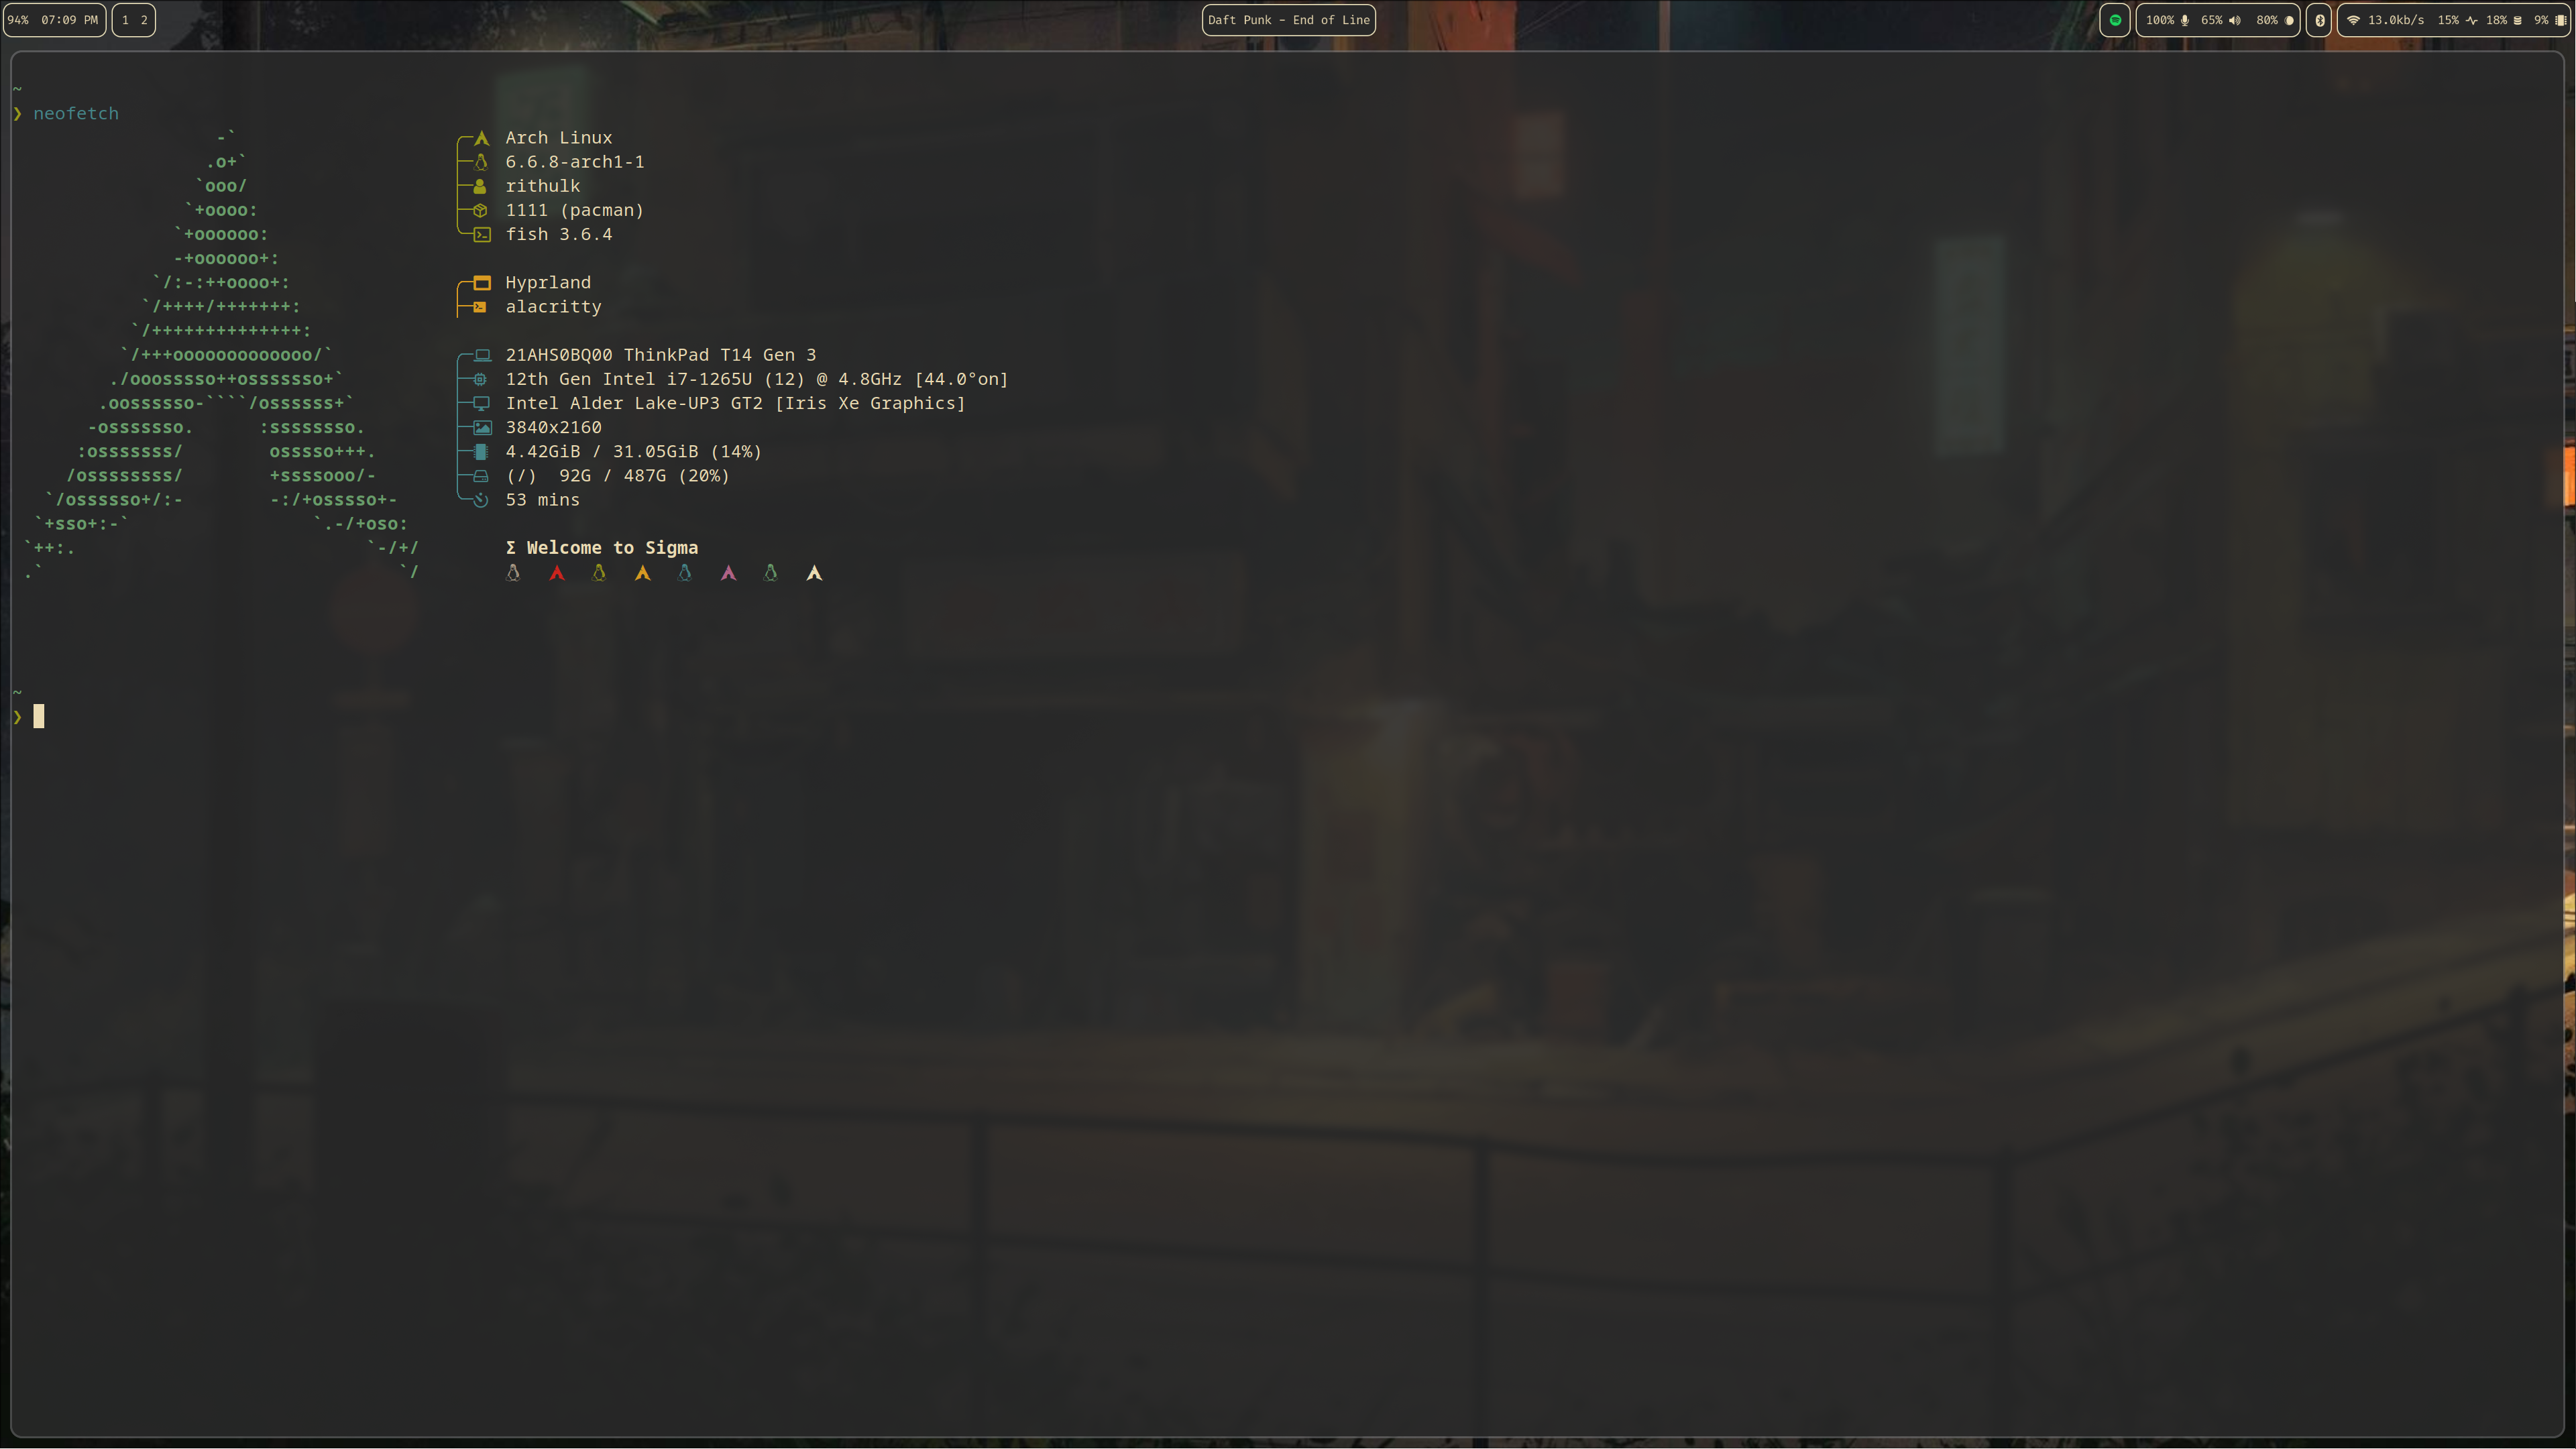 94% 07:09 PM 1 2 Daft Punk - End of Line 100% 65% 80% 13.0kb/s 15% 18% 9%
~
❯ neofetch
-`
.o+` Arch Linux
`ooo/ 6.6.8-arch1-1
`+oooo: rithulk
`+oooooo: 1111 (pacman)
-+oooooo+: fish 3.6.4
`/:-:++oooo+: Hyprland
`/++++/+++++++: alacritty
`/++++++++++++++:
`/+++ooooooooooooo/` 21AHS0BQ00 ThinkPad T14 Gen 3
./ooosssso++osssssso+` 12th Gen Intel i7-1265U (12) @ 4.8GHz [44.0°on]
.oossssso-````/ossssss+` Intel Alder Lake-UP3 GT2 [Iris Xe Graphics]
-osssssso. :ssssssso. 3840x2160
:osssssss/ osssso+++. 4.42GiB / 31.05GiB (14%)
/ossssssss/ +ssssooo/- (/) 92G / 487G (20%)
`/ossssso+/:- -:/+osssso+- 53 mins
`+sso+:-` `.-/+oso:
`++:. `-/+/ Σ Welcome to Sigma
.` `/
~
❯